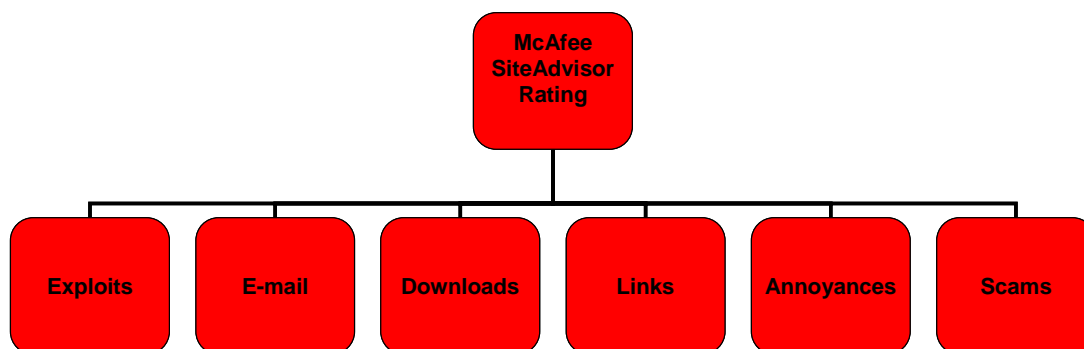 McAfee
SiteAdvisor
Rating
Exploits
E-mail
Downloads
Links
Annoyances
Scams